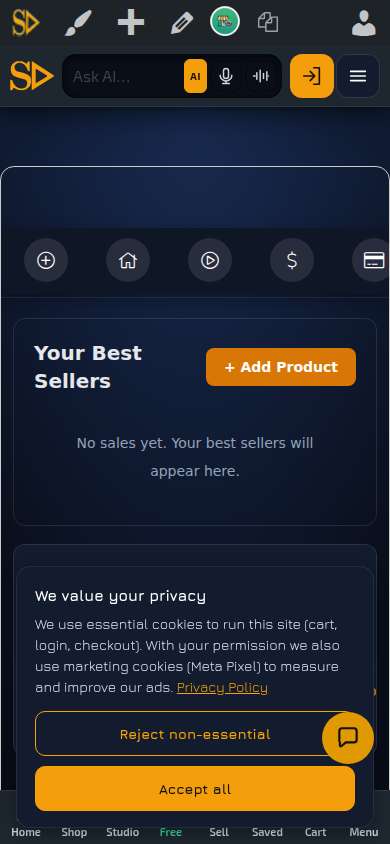 Ask AI...
AI
Your Best
Sellers
+ Add Product
No sales yet. Your best sellers will
appear here.
We value your privacy
We use essential cookies to run this site (cart,
login, checkout). With your permission we also
use marketing cookies (Meta Pixel) to measure
and improve our ads. Privacy Policy
Reject non-essential
Accept all
Home Shop Studio Free Sell Saved Cart Menu